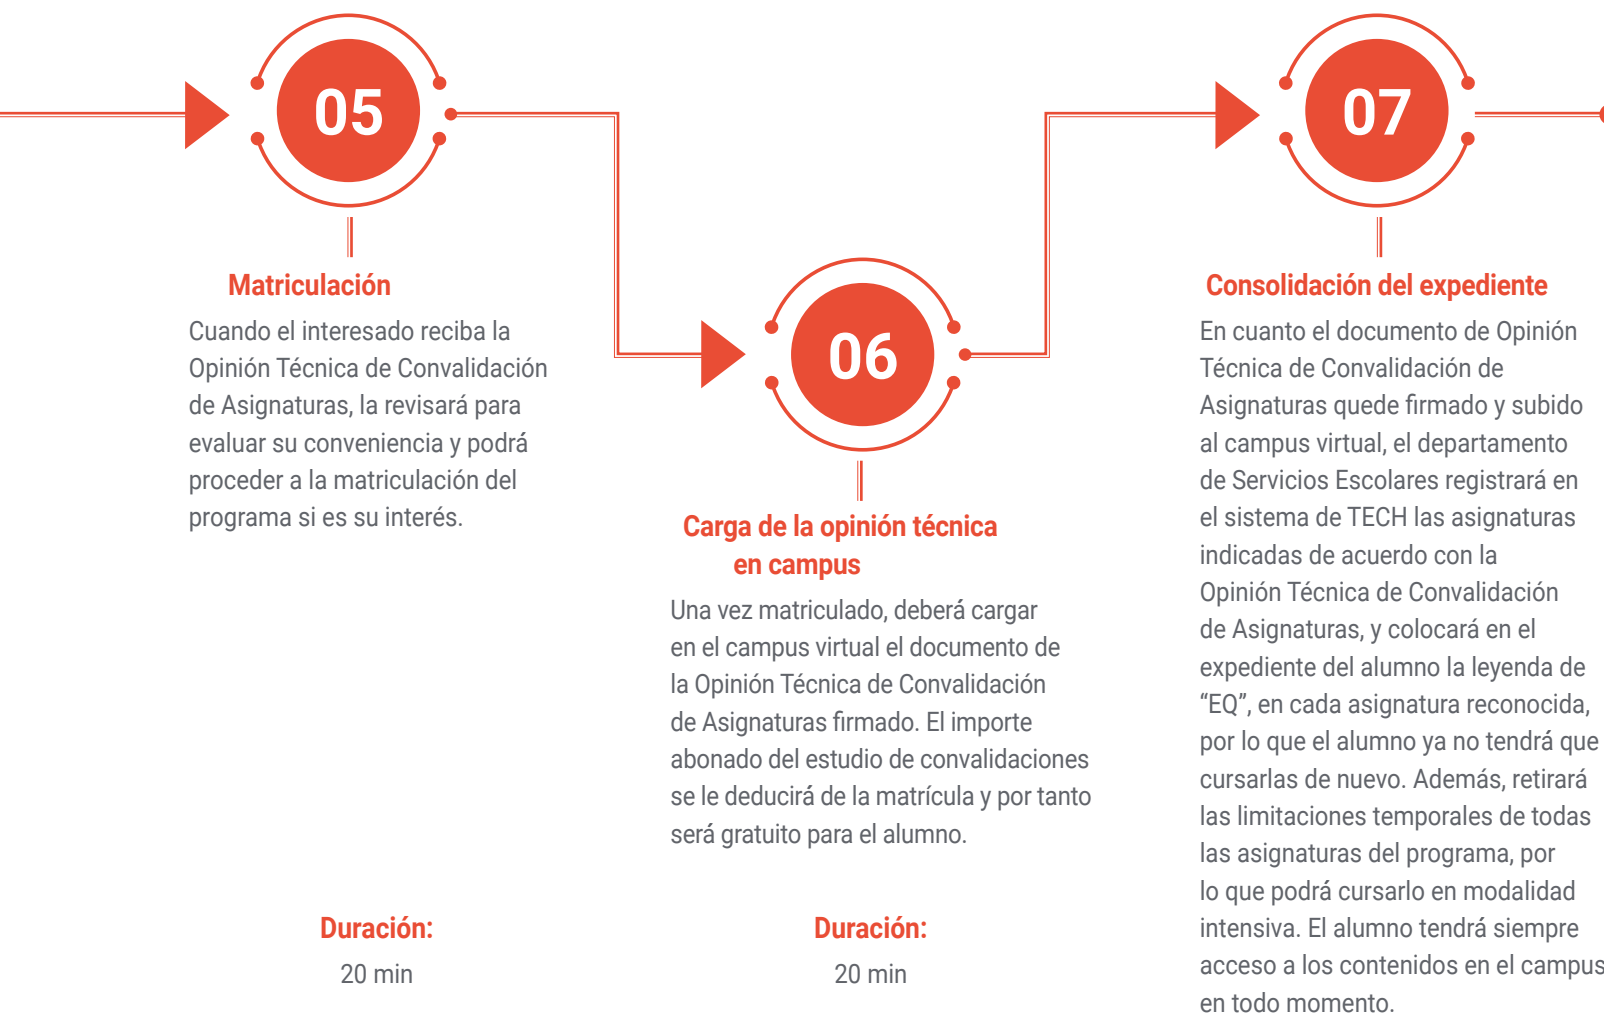 05
Matriculación
Cuando el interesado reciba la
Opinión Técnica de Convalidación
de Asignaturas, la revisará para
evaluar su conveniencia y podrá
proceder a la matriculación del
programa si es su interés.
Duración:
20 min
06
Carga de la opinión técnica
en campus
Una vez matriculado, deberá cargar
en el campus virtual el documento de
la Opinión Técnica de Convalidación
de Asignaturas firmado. El importe
abonado del estudio de convalidaciones
se le deducirá de la matrícula y por tanto
será gratuito para el alumno.
Duración:
20 min
07
Consolidación del expediente
En cuanto el documento de Opinión
Técnica de Convalidación de
Asignaturas quede firmado y subido
al campus virtual, el departamento
de Servicios Escolares registrará en
el sistema de TECH las asignaturas
indicadas de acuerdo con la
Opinión Técnica de Convalidación
de Asignaturas, y colocará en el
expediente del alumno la leyenda de
“EQ”, en cada asignatura reconocida,
por lo que el alumno ya no tendrá que
cursarlas de nuevo. Además, retirará
las limitaciones temporales de todas
las asignaturas del programa, por
lo que podrá cursarlo en modalidad
intensiva. El alumno tendrá siempre
acceso a los contenidos en el campus
en todo momento.